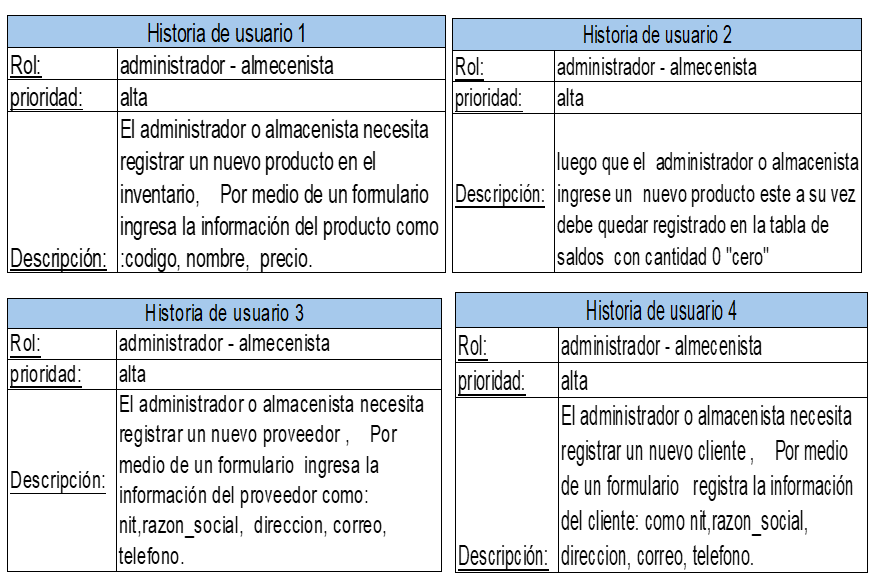 Historia de usuario 1
Rol: administrador - almecenista
prioridad: alta
Descripción: El administrador o almacenista necesita
registrar un nuevo producto en el
inventario, Por medio de un formulario
ingresa la información del producto como
:codigo, nombre, precio.
Historia de usuario 2
Rol: administrador - almecenista
prioridad: alta
Descripción: luego que el administrador o almacenista
ingrese un nuevo producto este a su vez
debe quedar registrado en la tabla de
saldos con cantidad 0 "cero"
Historia de usuario 3
Rol: administrador - almecenista
prioridad: alta
Descripción: El administrador o almacenista necesita
registrar un nuevo proveedor , Por
medio de un formulario ingresa la
información del proveedor como:
nit,razon_social, direccion, correo,
telefono.
Historia de usuario 4
Rol: administrador - almecenista
prioridad: alta
Descripción: El administrador o almacenista necesita
registrar un nuevo cliente , Por medio
de un formulario registra la información
del cliente: como nit,razon_social,
direccion, correo, telefono.